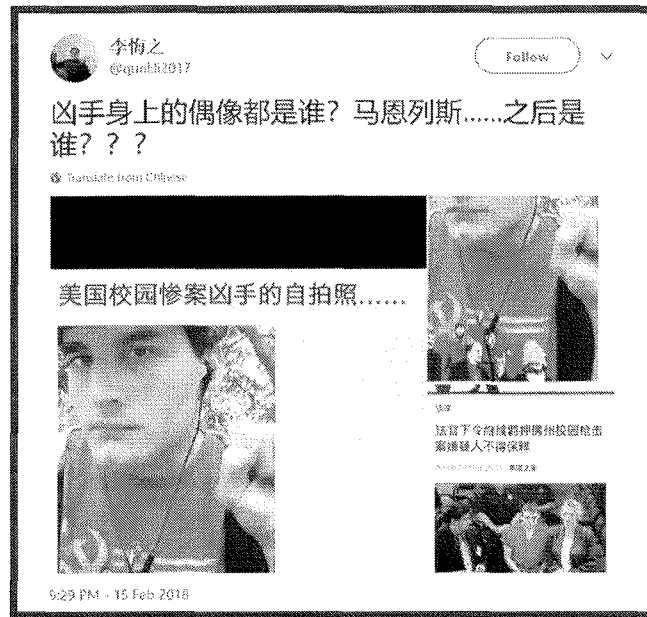 李悔之
@qunlili2017
Follow
凶手身上的偶像都是谁？马恩列斯......之后是
谁？？？
Translate from Chinese
美国校园惨案凶手的自拍照……
法官下令继续羁押佛州校园枪击
案嫌疑人不得保释
9:29 PM - 15 Feb 2018